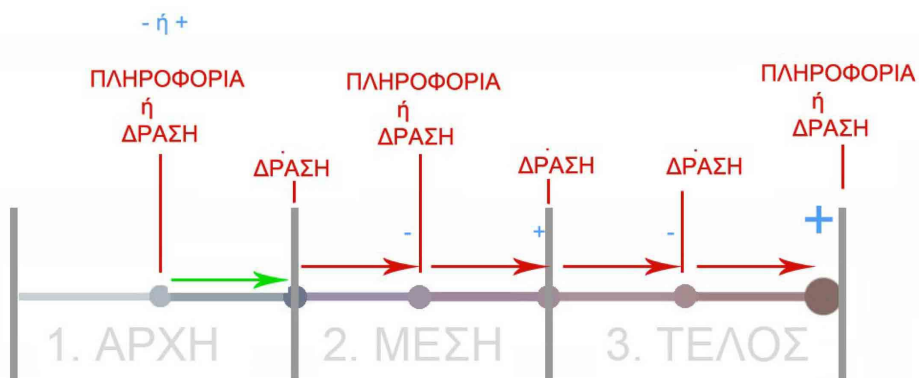 - ή +
ΠΛΗΡΟΦΟΡΙΑ
ή
ΔΡΑΣΗ
ΔΡΑΣΗ
ΠΛΗΡΟΦΟΡΙΑ
ή
ΔΡΑΣΗ
ΔΡΑΣΗ
ΔΡΑΣΗ
ΠΛΗΡΟΦΟΡΙΑ
ή
ΔΡΑΣΗ
-
+
-
+
1. ΑΡΧΗ
2. ΜΕΣΗ
3. ΤΕΛΟΣ